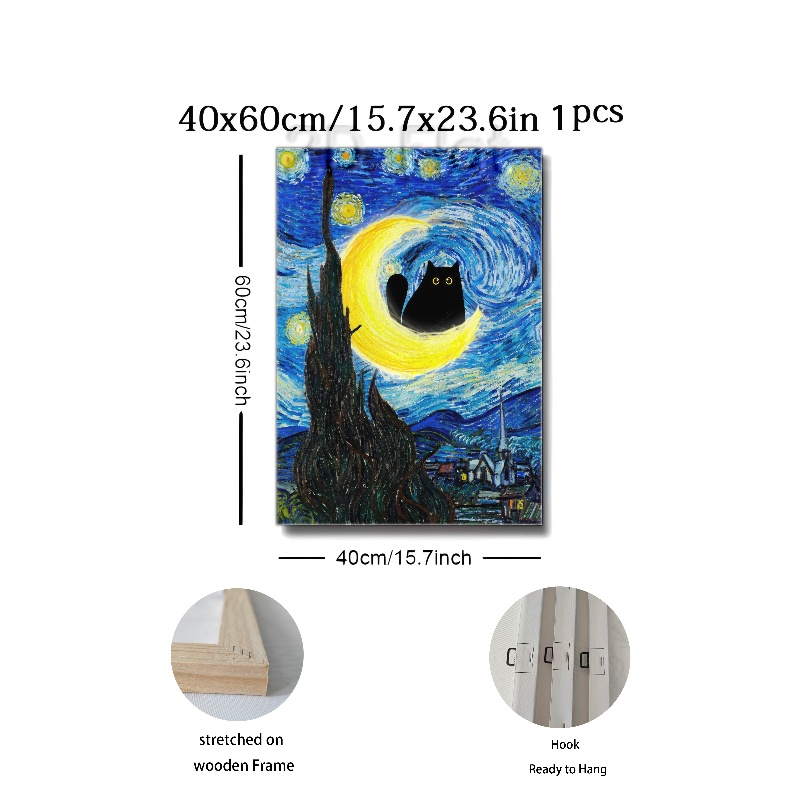 40x60cm/15.7x23.6in 1pcs
60cm/23.6inch
40cm/15.7inch
stretched on
wooden Frame
Hook
Ready to Hang